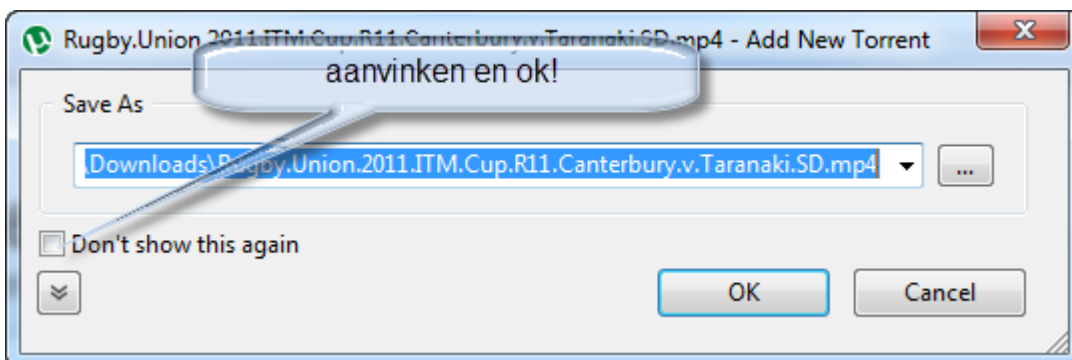 Rugby.Union.2011.ITM.Cup.R11.Canterbury.v.Taranaki.SD.mp4 - Add New Torrent
aanvinken en ok!
Save As
\Downloads\Rugby.Union.2011.ITM.Cup.R11.Canterbury.v.Taranaki.SD.mp4
...
Don't show this again
OK
Cancel